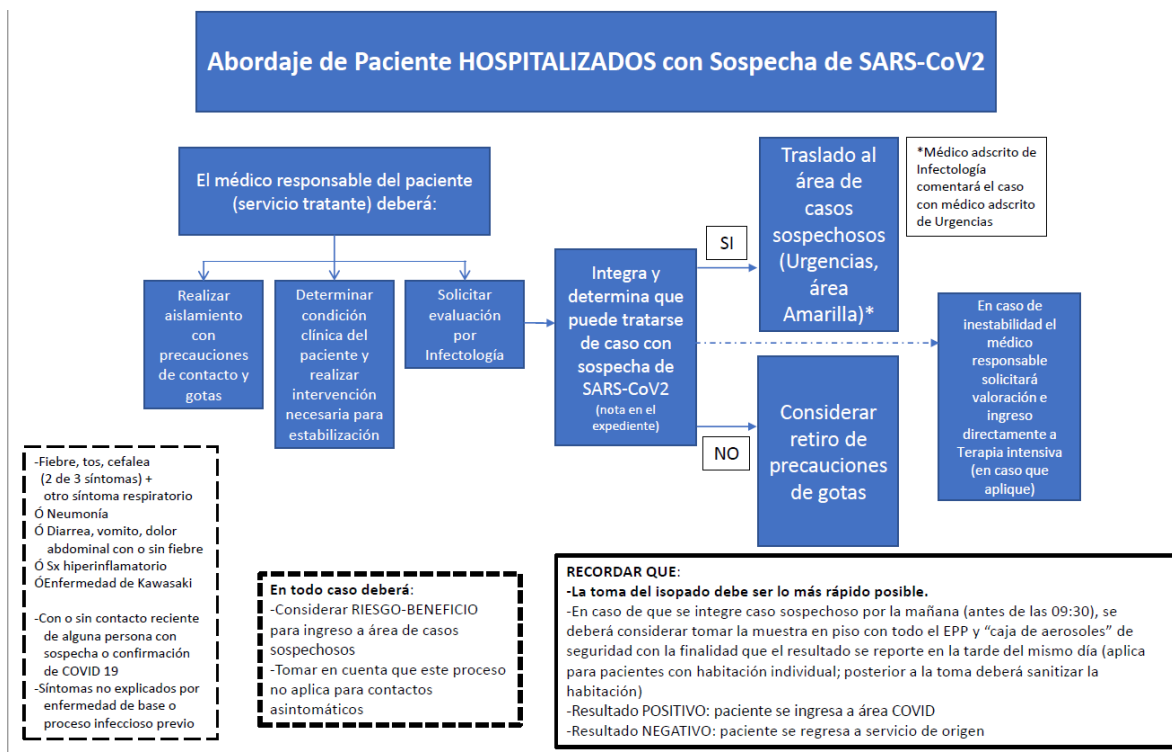 Abordaje de Paciente HOSPITALIZADOS con Sospecha de SARS-CoV2
El médico responsable del paciente
(servicio tratante) deberá:
Realizar
aislamiento
con
precauciones
de contacto y
gotas
Determinar
condición
clínica del
paciente y
realizar
intervención
necesaria para
estabilización
Solicitar
evaluación
por
Infectología
Integra y
determina que
puede tratarse
de caso con
sospecha de
SARS-CoV2
(nota en el
expediente)
SI
Traslado al
área de
casos
sospechosos
(Urgencias,
área
Amarilla)*
*Médico adscrito de
Infectología
comentará el caso
con médico adscrito
de Urgencias
NO
Considerar
retiro de
precauciones
de gotas
En caso de
inestabilidad el
médico
responsable
solicitará
valoración e
ingreso
directamente a
Terapia intensiva
(en caso que
aplique)
-Fiebre, tos, cefalea
(2 de 3 síntomas) +
otro síntoma respiratorio
Ó Neumonía
Ó Diarrea, vomito, dolor
abdominal con o sin fiebre
Ó Sx hiperinflamatorio
ÓEnfermedad de Kawasaki
-Con o sin contacto reciente
de alguna persona con
sospecha o confirmación
de COVID 19
-Síntomas no explicados por
enfermedad de base o
proceso infeccioso previo
En todo caso deberá:
-Considerar RIESGO-BENEFICIO
para ingreso a área de casos
sospechosos
-Tomar en cuenta que este proceso
no aplica para contactos
asintomáticos
RECORDAR QUE:
-La toma del isopado debe ser lo más rápido posible.
-En caso de que se integre caso sospechoso por la mañana (antes de las 09:30), se
deberá considerar tomar la muestra en piso con todo el EPP y “caja de aerosoles” de
seguridad con la finalidad que el resultado se reporte en la tarde del mismo día (aplica
para pacientes con habitación individual; posterior a la toma deberá sanitizar la
habitación)
-Resultado POSITIVO: paciente se ingresa a área COVID
-Resultado NEGATIVO: paciente se regresa a servicio de origen